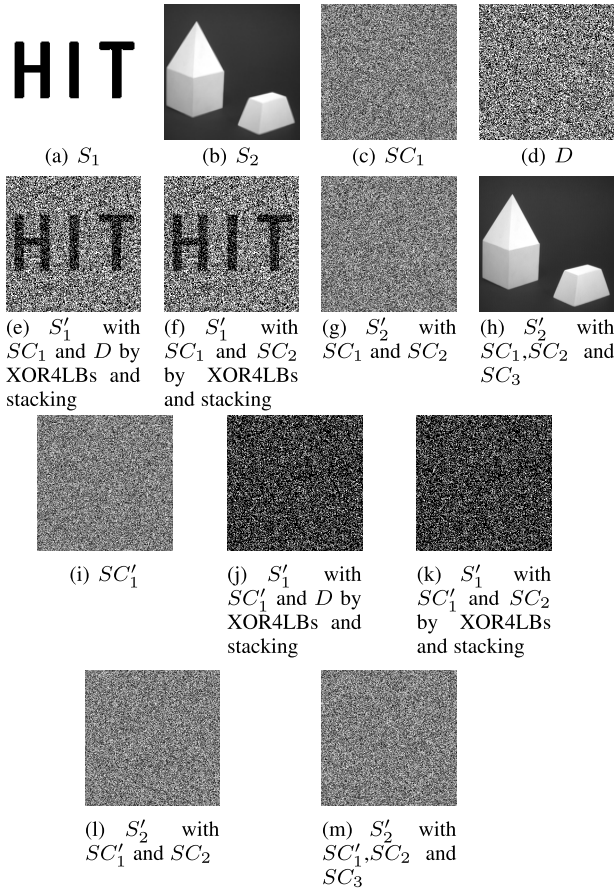 HIT
(a) S₁
(b) S₂
(c) SC₁
(d) D
HIT
HIT
(e) S′₁ with
SC₁ and D by
XOR4LBs and
stacking
(f) S′₁ with
SC₁ and SC₂
by XOR4LBs
and stacking
(g) S′₂ with
SC₁ and SC₂
(h) S′₂ with
SC₁,SC₂ and
SC₃
(i) SC′₁
(j) S′₁ with
SC′₁ and D by
XOR4LBs and
stacking
(k) S′₁ with
SC′₁ and SC₂
by XOR4LBs
and stacking
(l) S′₂ with
SC′₁ and SC₂
(m) S′₂ with
SC′₁,SC₂ and
SC₃